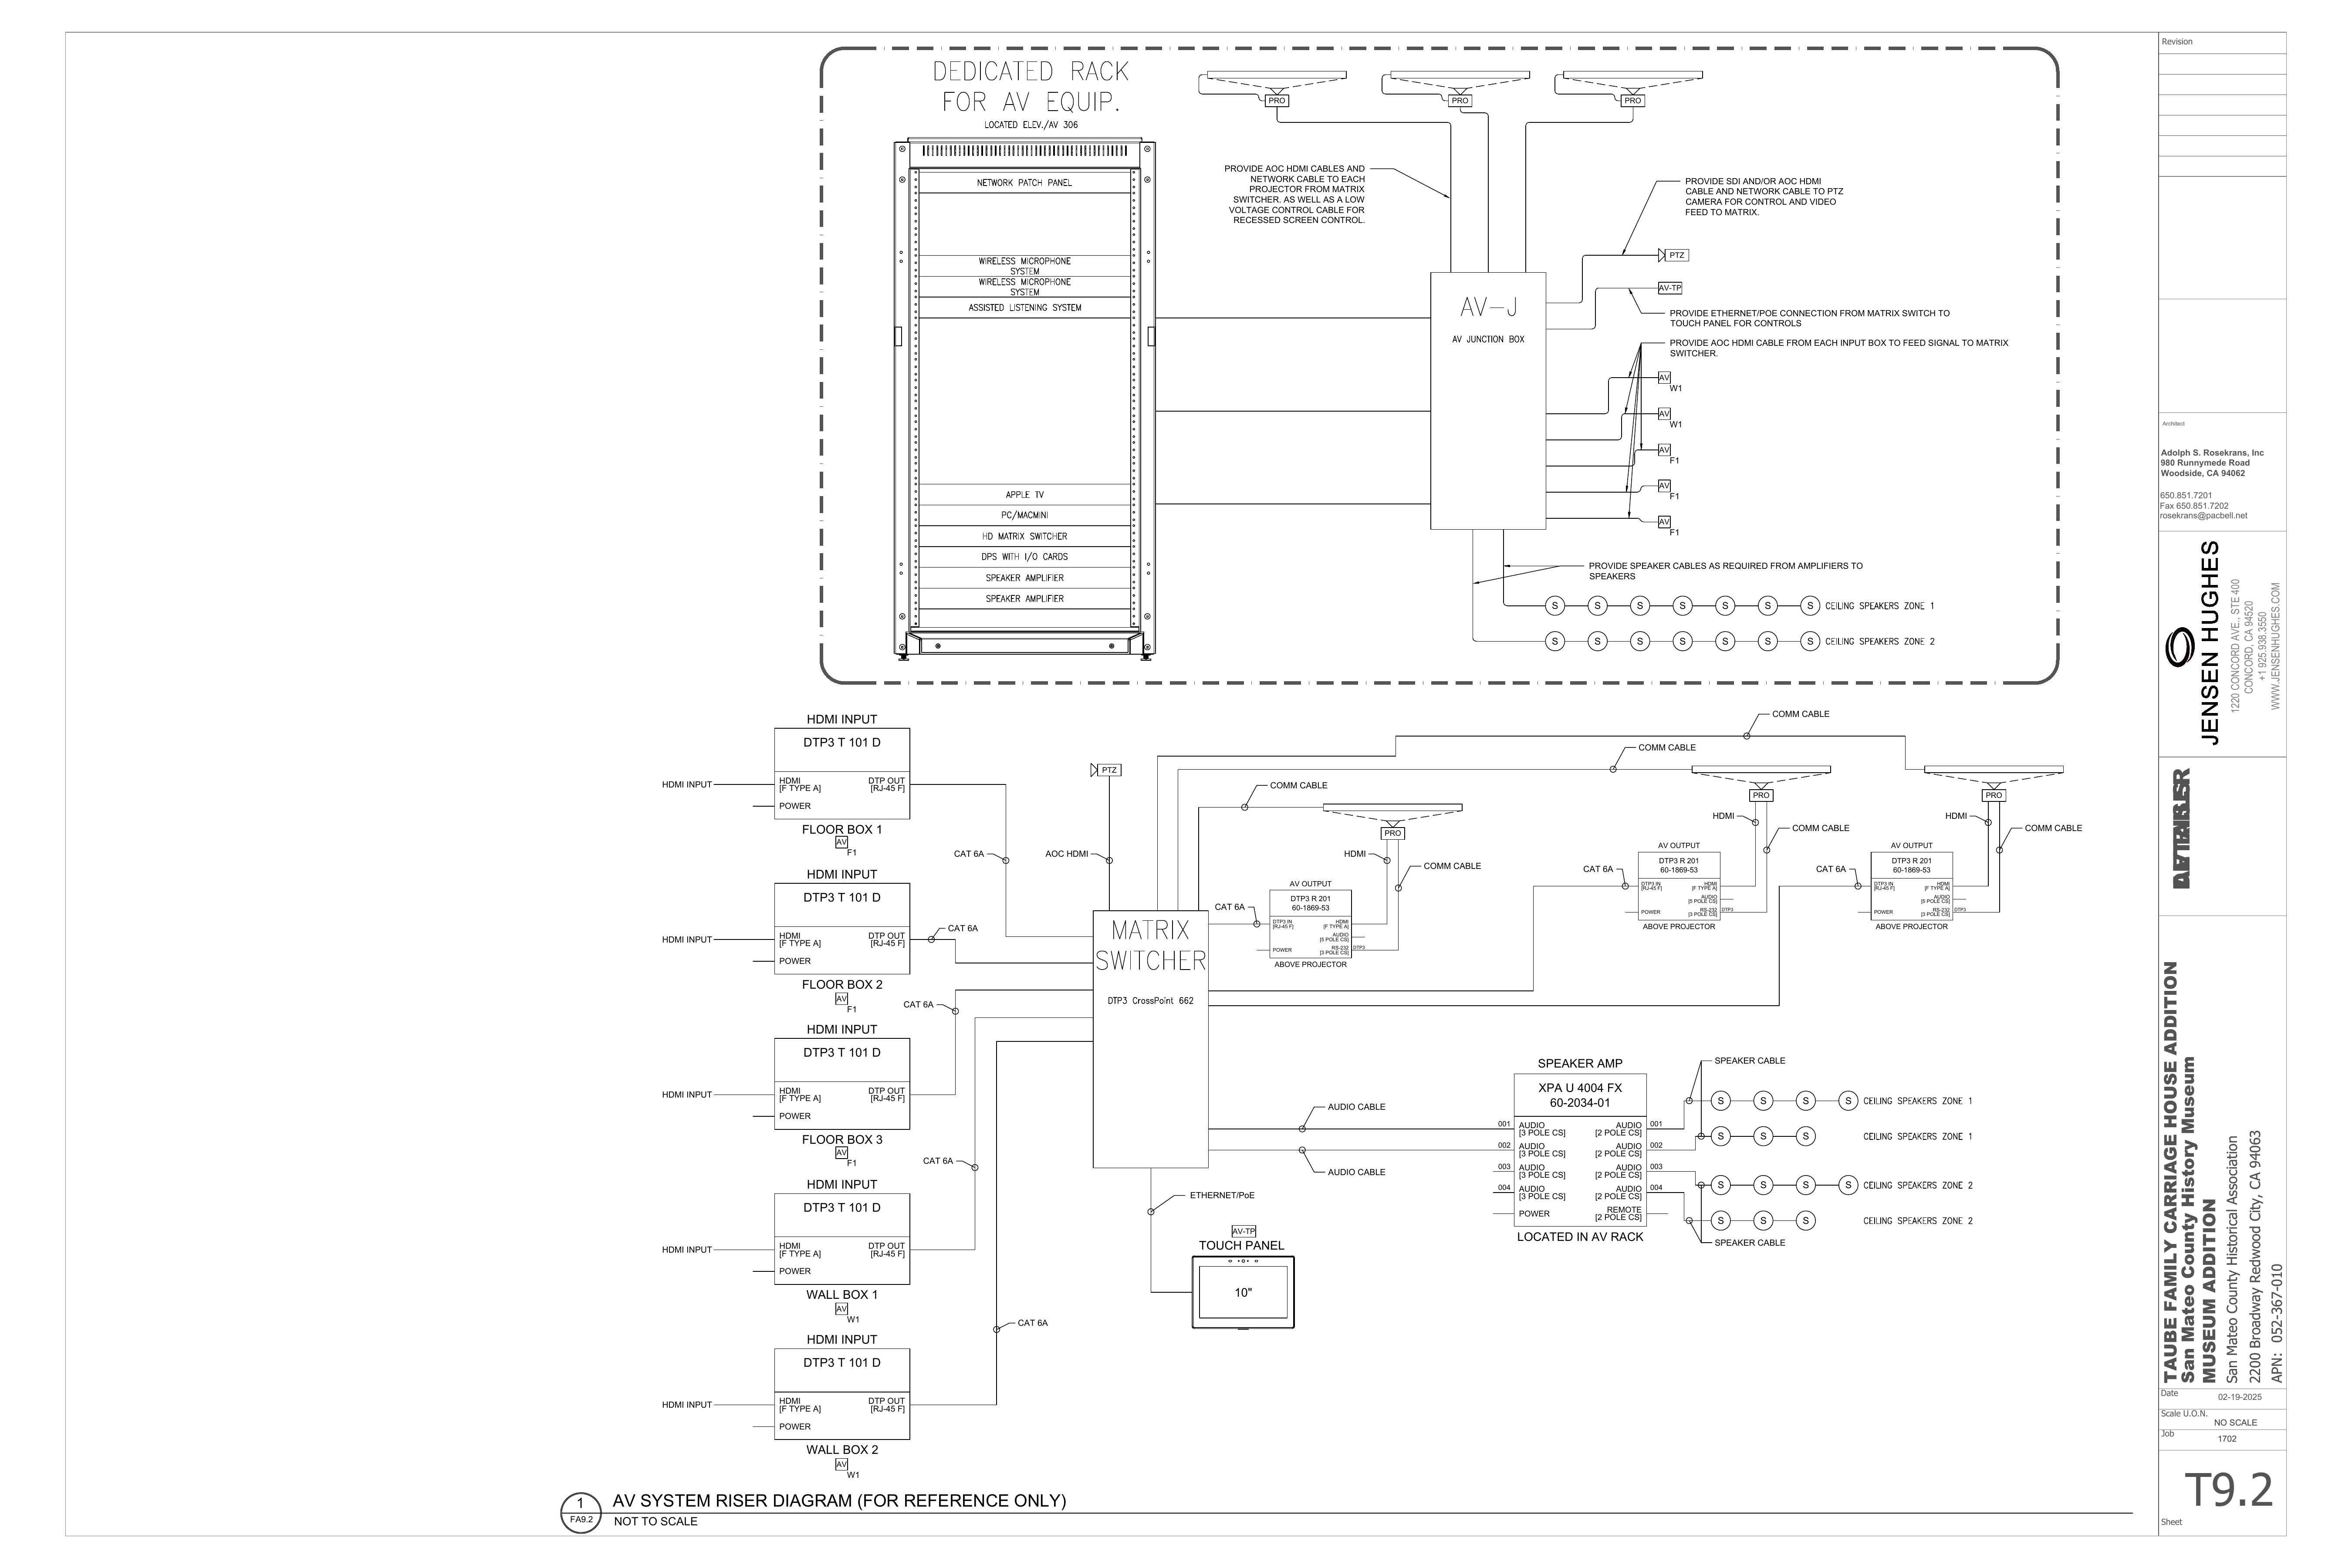 DEDICATED RACK
FOR AV EQUIP.
LOCATED ELEV./AV 306
NETWORK PATCH PANEL
WIRELESS MICROPHONE
SYSTEM
WIRELESS MICROPHONE
SYSTEM
ASSISTED LISTENING SYSTEM
APPLE TV
PC/MACMINI
HD MATRIX SWITCHER
DPS WITH I/O CARDS
SPEAKER AMPLIFIER
SPEAKER AMPLIFIER
PRO
PRO
PRO
PROVIDE AOC HDMI CABLES AND
NETWORK CABLE TO EACH
PROJECTOR FROM MATRIX
SWITCHER. AS WELL AS A LOW
VOLTAGE CONTROL CABLE FOR
RECESSED SCREEN CONTROL.
PROVIDE SDI AND/OR AOC HDMI
CABLE AND NETWORK CABLE TO PTZ
CAMERA FOR CONTROL AND VIDEO
FEED TO MATRIX.
PTZ
AV-TP
AV-J
AV JUNCTION BOX
PROVIDE ETHERNET/POE CONNECTION FROM MATRIX SWITCH TO
TOUCH PANEL FOR CONTROLS
PROVIDE AOC HDMI CABLE FROM EACH INPUT BOX TO FEED SIGNAL TO MATRIX
SWITCHER.
AV
W1
AV
W1
AV
F1
AV
F1
AV
F1
PROVIDE SPEAKER CABLES AS REQUIRED FROM AMPLIFIERS TO
SPEAKERS
S S S S S S S CEILING SPEAKERS ZONE 1
S S S S S S S CEILING SPEAKERS ZONE 2
HDMI INPUT
DTP3 T 101 D
HDMI INPUT
HDMI
[F TYPE A]
DTP OUT
[RJ-45 F]
POWER
FLOOR BOX 1
AV
F1
CAT 6A
HDMI INPUT
DTP3 T 101 D
HDMI INPUT
HDMI
[F TYPE A]
DTP OUT
[RJ-45 F]
POWER
FLOOR BOX 2
AV
F1
CAT 6A
HDMI INPUT
DTP3 T 101 D
HDMI INPUT
HDMI
[F TYPE A]
DTP OUT
[RJ-45 F]
POWER
FLOOR BOX 3
AV
F1
CAT 6A
HDMI INPUT
DTP3 T 101 D
HDMI INPUT
HDMI
[F TYPE A]
DTP OUT
[RJ-45 F]
POWER
WALL BOX 1
AV
W1
CAT 6A
HDMI INPUT
DTP3 T 101 D
HDMI INPUT
HDMI
[F TYPE A]
DTP OUT
[RJ-45 F]
POWER
WALL BOX 2
AV
W1
CAT 6A
PTZ
AOC HDMI
MATRIX
SWITCHER
DTP3 CrossPoint 662
COMM CABLE
COMM CABLE
COMM CABLE
PRO
HDMI
COMM CABLE
CAT 6A
AV OUTPUT
DTP3 R 201
60-1869-53
DTP3 IN
[RJ-45 F]
HDMI
[F TYPE A]
AUDIO
[5 POLE CS]
RS-232
[3 POLE CS]
DTP3
POWER
ABOVE PROJECTOR
PRO
HDMI
COMM CABLE
CAT 6A
AV OUTPUT
DTP3 R 201
60-1869-53
DTP3 IN
[RJ-45 F]
HDMI
[F TYPE A]
AUDIO
[5 POLE CS]
RS-232
[3 POLE CS]
DTP3
POWER
ABOVE PROJECTOR
PRO
HDMI
COMM CABLE
CAT 6A
AV OUTPUT
DTP3 R 201
60-1869-53
DTP3 IN
[RJ-45 F]
HDMI
[F TYPE A]
AUDIO
[5 POLE CS]
RS-232
[3 POLE CS]
DTP3
POWER
ABOVE PROJECTOR
AUDIO CABLE
AUDIO CABLE
SPEAKER AMP
XPA U 4004 FX
60-2034-01
001 AUDIO
[3 POLE CS]
AUDIO 001
[2 POLE CS]
002 AUDIO
[3 POLE CS]
AUDIO 002
[2 POLE CS]
003 AUDIO
[3 POLE CS]
AUDIO 003
[2 POLE CS]
004 AUDIO
[3 POLE CS]
AUDIO 004
[2 POLE CS]
POWER
REMOTE
[2 POLE CS]
LOCATED IN AV RACK
SPEAKER CABLE
S S S S CEILING SPEAKERS ZONE 1
S S S CEILING SPEAKERS ZONE 1
S S S S CEILING SPEAKERS ZONE 2
S S S CEILING SPEAKERS ZONE 2
SPEAKER CABLE
ETHERNET/PoE
AV-TP
TOUCH PANEL
10"
1
FA9.2
AV SYSTEM RISER DIAGRAM (FOR REFERENCE ONLY)
NOT TO SCALE
Revision
Architect
Adolph S. Rosekrans, Inc
980 Runnymede Road
Woodside, CA 94062
650.851.7201
Fax 650.851.7202
rosekrans@pacbell.net
JENSEN HUGHES
1220 CONCORD AVE., STE 400
CONCORD, CA 94520
+1 925.938.3550
WWW.JENSENHUGHES.COM
TAUBE FAMILY CARRIAGE HOUSE ADDITION
San Mateo County History Museum
MUSEUM ADDITION
San Mateo County Historical Association
2200 Broadway Redwood City, CA 94063
APN: 052-367-010
Date
02-19-2025
Scale U.O.N.
NO SCALE
Job
1702
T9.2
Sheet